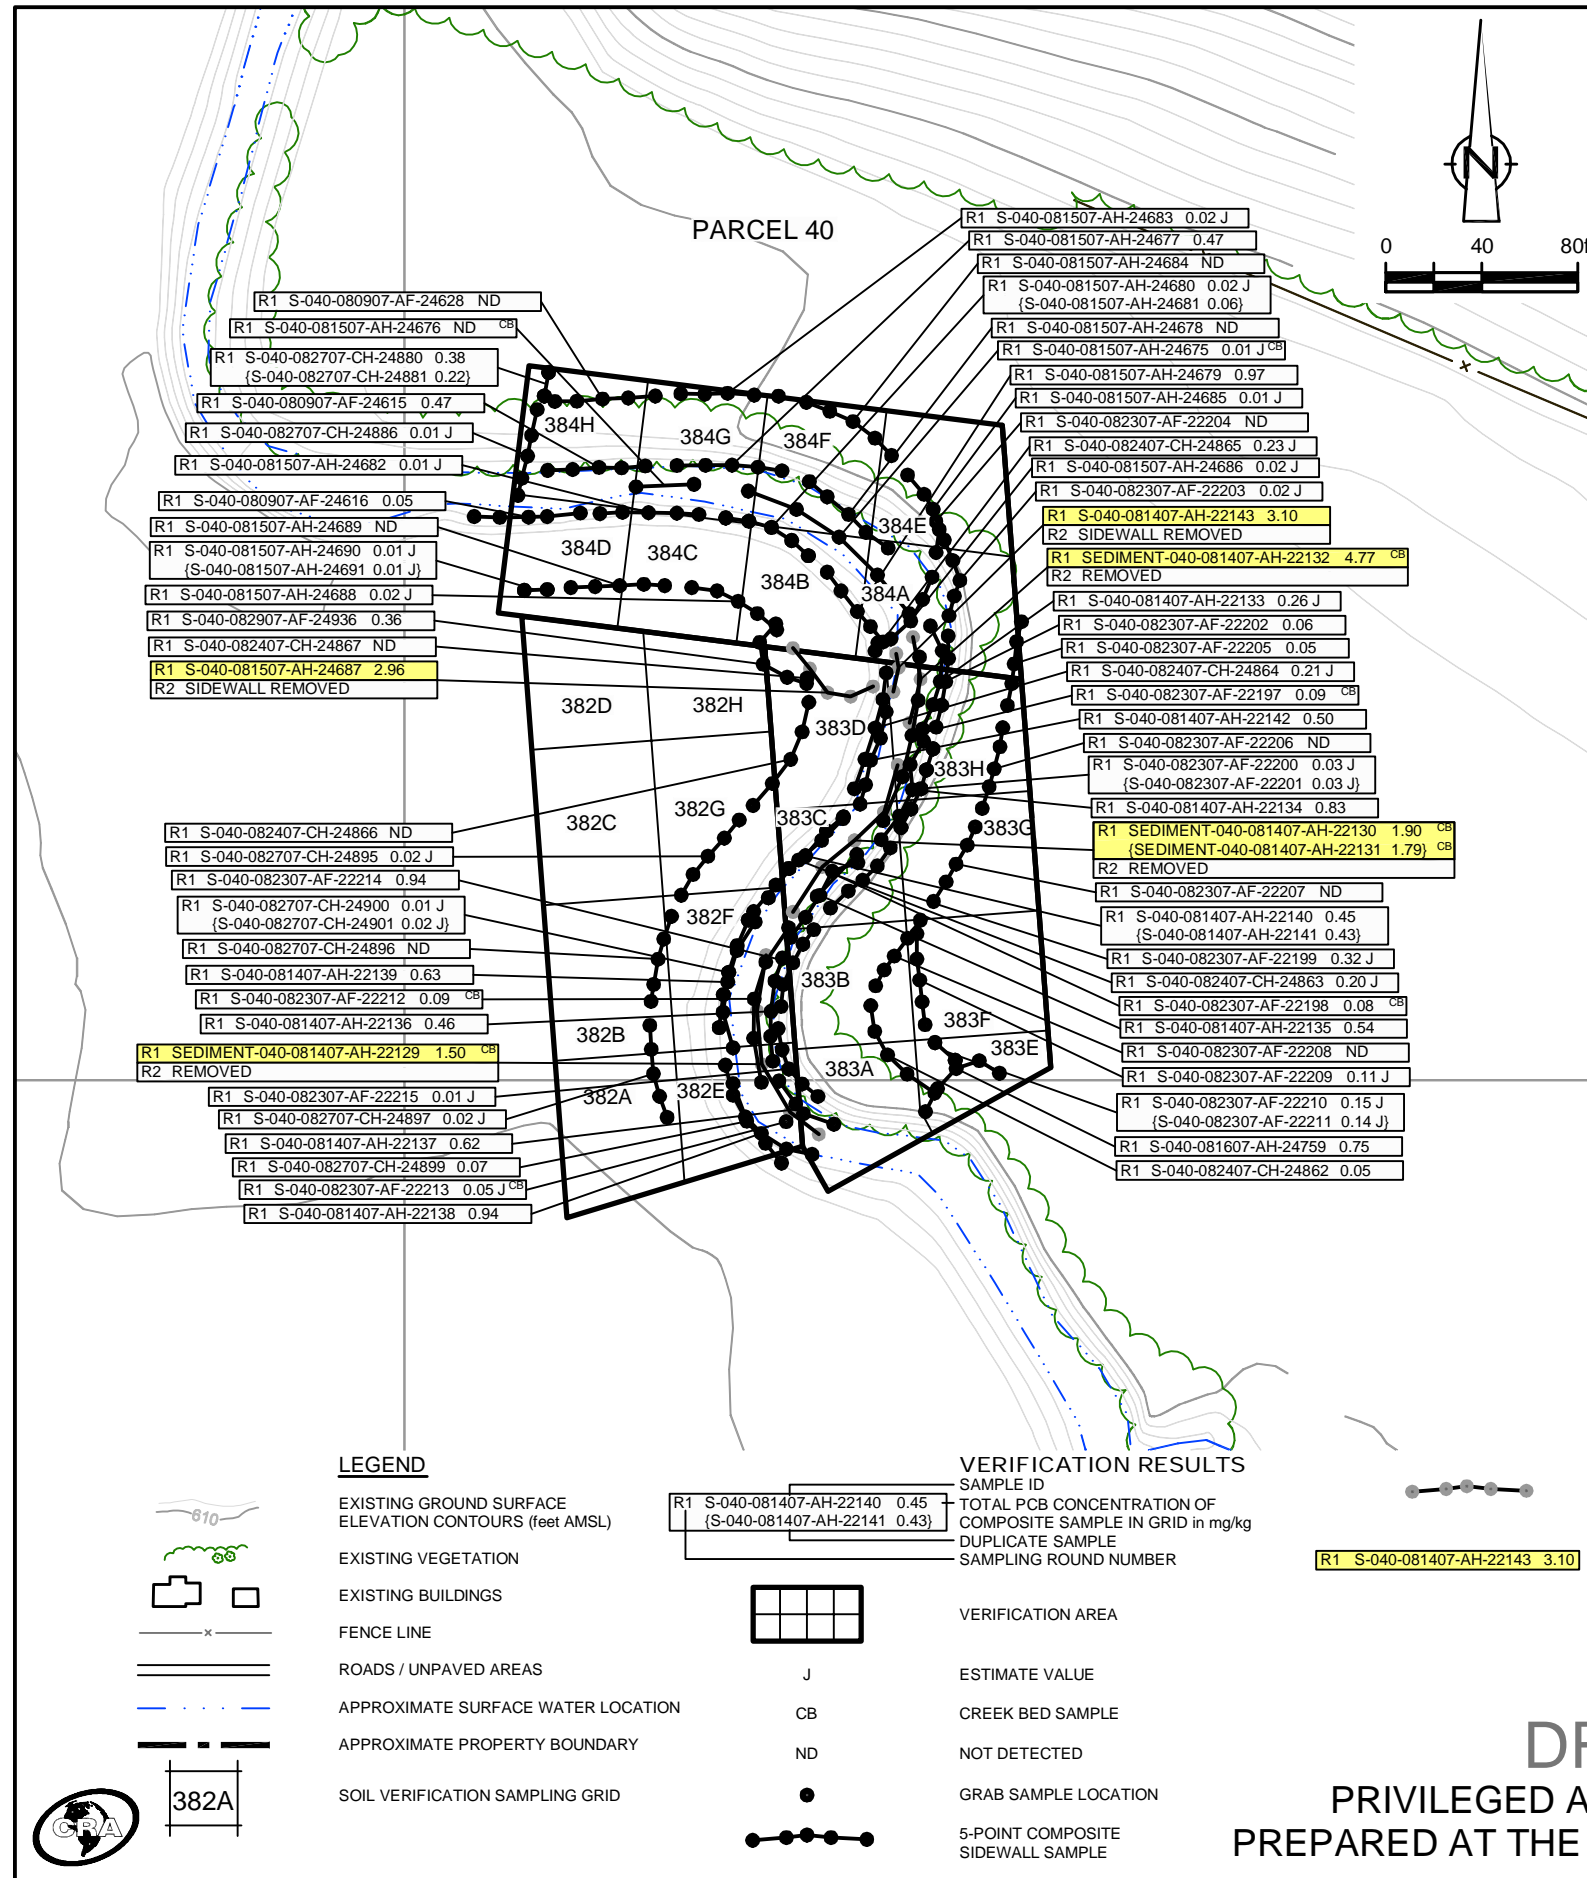 PARCEL 40
N
0 40 80f
R1 S-040-081507-AH-24683 0.02 J
R1 S-040-081507-AH-24677 0.47
R1 S-040-081507-AH-24684 ND
R1 S-040-081507-AH-24680 0.02 J
{S-040-081507-AH-24681 0.06}
R1 S-040-081507-AH-24678 ND
R1 S-040-081507-AH-24675 0.01 J CB
R1 S-040-081507-AH-24679 0.97
R1 S-040-081507-AH-24685 0.01 J
R1 S-040-082307-AF-22204 ND
R1 S-040-082407-CH-24865 0.23 J
R1 S-040-081507-AH-24686 0.02 J
R1 S-040-082307-AF-22203 0.02 J
R1 S-040-081407-AH-22143 3.10
R2 SIDEWALL REMOVED
R1 SEDIMENT-040-081407-AH-22132 4.77 CB
R2 REMOVED
R1 S-040-081407-AH-22133 0.26 J
R1 S-040-082307-AF-22202 0.06
R1 S-040-082307-AF-22205 0.05
R1 S-040-082407-CH-24864 0.21 J
R1 S-040-082307-AF-22197 0.09 CB
R1 S-040-081407-AH-22142 0.50
R1 S-040-082307-AF-22206 ND
R1 S-040-082307-AF-22200 0.03 J
{S-040-082307-AF-22201 0.03 J}
R1 S-040-081407-AH-22134 0.83
R1 SEDIMENT-040-081407-AH-22130 1.90 CB
{SEDIMENT-040-081407-AH-22131 1.79} CB
R2 REMOVED
R1 S-040-082307-AF-22207 ND
R1 S-040-081407-AH-22140 0.45
{S-040-081407-AH-22141 0.43}
R1 S-040-082307-AF-22199 0.32 J
R1 S-040-082407-CH-24863 0.20 J
R1 S-040-082307-AF-22198 0.08 CB
R1 S-040-081407-AH-22135 0.54
R1 S-040-082307-AF-22208 ND
R1 S-040-082307-AF-22209 0.11 J
R1 S-040-082307-AF-22210 0.15 J
{S-040-082307-AF-22211 0.14 J}
R1 S-040-081607-AH-24759 0.75
R1 S-040-082407-CH-24862 0.05
R1 S-040-080907-AF-24628 ND
R1 S-040-081507-AH-24676 ND CB
R1 S-040-082707-CH-24880 0.38
{S-040-082707-CH-24881 0.22}
R1 S-040-080907-AF-24615 0.47
R1 S-040-082707-CH-24886 0.01 J
R1 S-040-081507-AH-24682 0.01 J
R1 S-040-080907-AF-24616 0.05
R1 S-040-081507-AH-24689 ND
R1 S-040-081507-AH-24690 0.01 J
{S-040-081507-AH-24691 0.01 J}
R1 S-040-081507-AH-24688 0.02 J
R1 S-040-082907-AF-24936 0.36
R1 S-040-082407-CH-24867 ND
R1 S-040-081507-AH-24687 2.96
R2 SIDEWALL REMOVED
R1 S-040-082407-CH-24866 ND
R1 S-040-082707-CH-24895 0.02 J
R1 S-040-082307-AF-22214 0.94
R1 S-040-082707-CH-24900 0.01 J
{S-040-082707-CH-24901 0.02 J}
R1 S-040-082707-CH-24896 ND
R1 S-040-081407-AH-22139 0.63
R1 S-040-082307-AF-22212 0.09 CB
R1 S-040-081407-AH-22136 0.46
R1 SEDIMENT-040-081407-AH-22129 1.50 CB
R2 REMOVED
R1 S-040-082307-AF-22215 0.01 J
R1 S-040-082707-CH-24897 0.02 J
R1 S-040-081407-AH-22137 0.62
R1 S-040-082707-CH-24899 0.07
R1 S-040-082307-AF-22213 0.05 J CB
R1 S-040-081407-AH-22138 0.94
384H
384G
384F
384E
384D
384C
384B
384A
382D
382H
383D
383H
382C
382G
383C
383G
382F
383B
382B
383F
383E
382A
382E
383A
LEGEND
610
EXISTING GROUND SURFACE
ELEVATION CONTOURS (feet AMSL)
EXISTING VEGETATION
EXISTING BUILDINGS
FENCE LINE
ROADS / UNPAVED AREAS
APPROXIMATE SURFACE WATER LOCATION
APPROXIMATE PROPERTY BOUNDARY
382A
SOIL VERIFICATION SAMPLING GRID
CRA
VERIFICATION RESULTS
R1 S-040-081407-AH-22140 0.45
{S-040-081407-AH-22141 0.43}
SAMPLE ID
TOTAL PCB CONCENTRATION OF
COMPOSITE SAMPLE IN GRID in mg/kg
DUPLICATE SAMPLE
SAMPLING ROUND NUMBER
VERIFICATION AREA
J ESTIMATE VALUE
CB CREEK BED SAMPLE
ND NOT DETECTED
GRAB SAMPLE LOCATION
5-POINT COMPOSITE
SIDEWALL SAMPLE
R1 S-040-081407-AH-22143 3.10
PRIVILEGED A
PREPARED AT THE